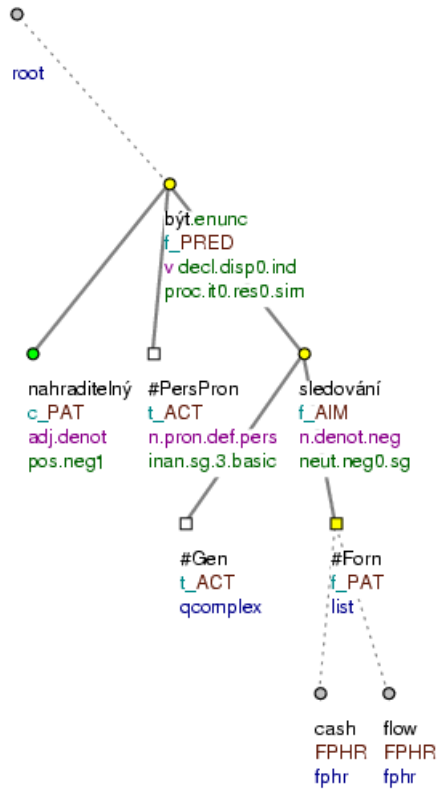 root
být.enunc
f_PRED
v decl.disp0.ind
proc.it0.res0.sim
nahraditelný #PersPron sledování
c_PAT t_ACT f_AIM
adj.denot n.pron.def.pers n.denot.neg
pos.neg1 inan.sg.3.basic neut.neg0.sg
#Gen #Forn
t_ACT f_PAT
qcomplex list
cash flow
FPHR FPHR
fphr fphr